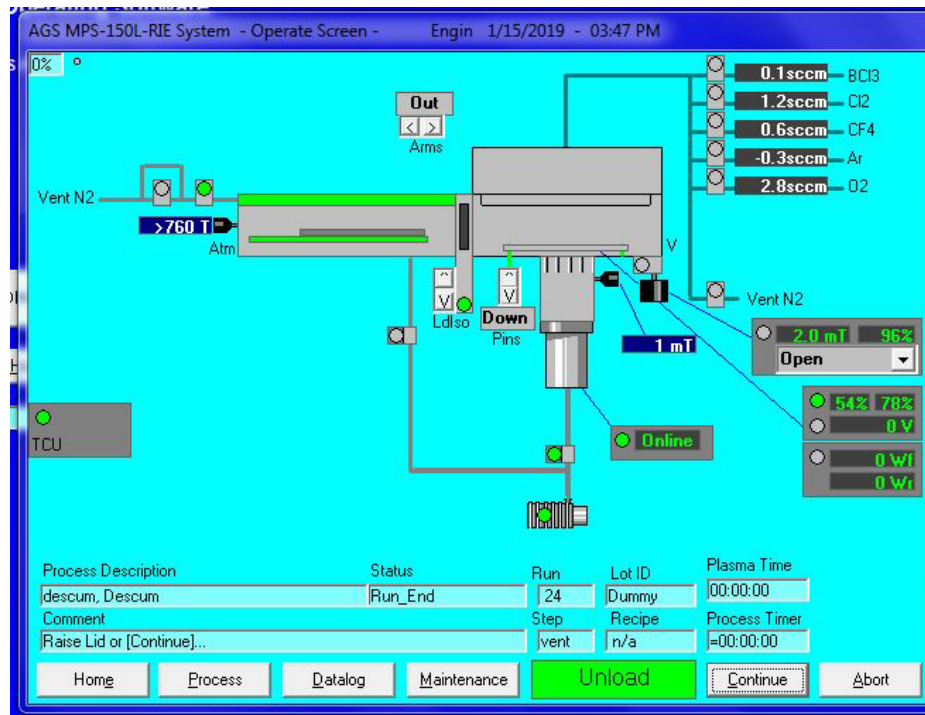 AGS MPS-150L-RIE System - Operate Screen - Engin 1/15/2019 - 03:47 PM
0%
Out
< >
Arms
0.1sccm BCl3
1.2sccm Cl2
0.6sccm CF4
-0.3sccm Ar
2.8sccm O2
Vent N2
>760 T
Atm
V
V
V
LdIso
Down
Pins
Vent N2
1 mT
2.0 mT 96%
Open
54% 78%
0 V
TCU
Online
0 Wf
0 Wr
Process Description Status Run Lot ID Plasma Time
descum, Descum Run_End 24 Dummy 00:00:00
Comment Step Recipe Process Timer
Raise Lid or [Continue]... vent n/a =00:00:00
Home Process Datalog Maintenance Unload Continue Abort